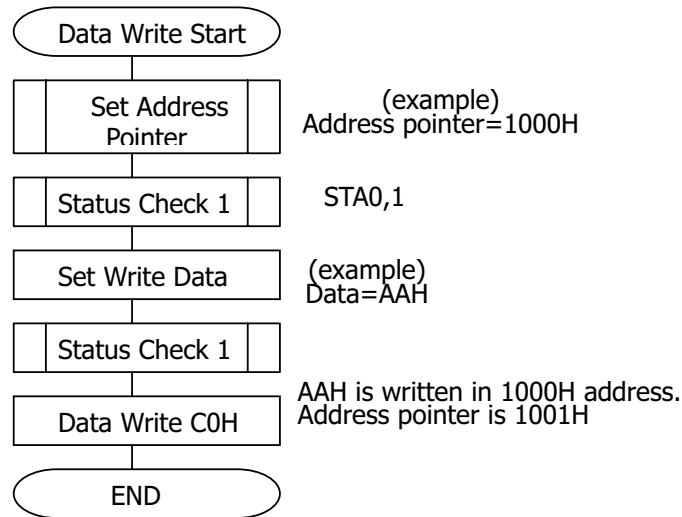 Data Write Start
Set Address
Pointer
(example)
Address pointer=1000H
Status Check 1
STA0,1
Set Write Data
(example)
Data=AAH
Status Check 1
AAH is written in 1000H address.
Address pointer is 1001H
Data Write C0H
END